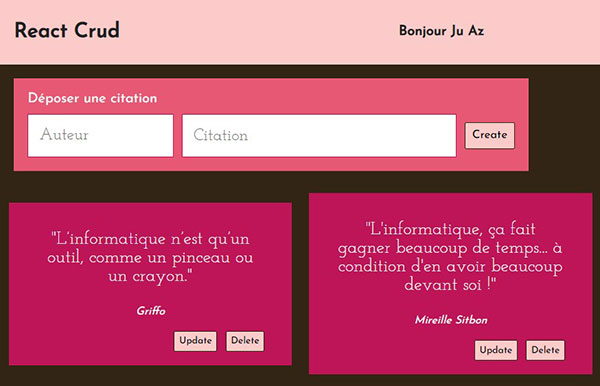 React Crud
Bonjour Ju Az
Déposer une citation
Auteur
Citation
Create
"L'informatique n'est qu'un
outil, comme un pinceau ou
un crayon."
Griffo
Update
Delete
"L'informatique, ça fait
gagner beaucoup de temps... à
condition d'en avoir beaucoup
devant soi !"
Mireille Sitbon
Update
Delete